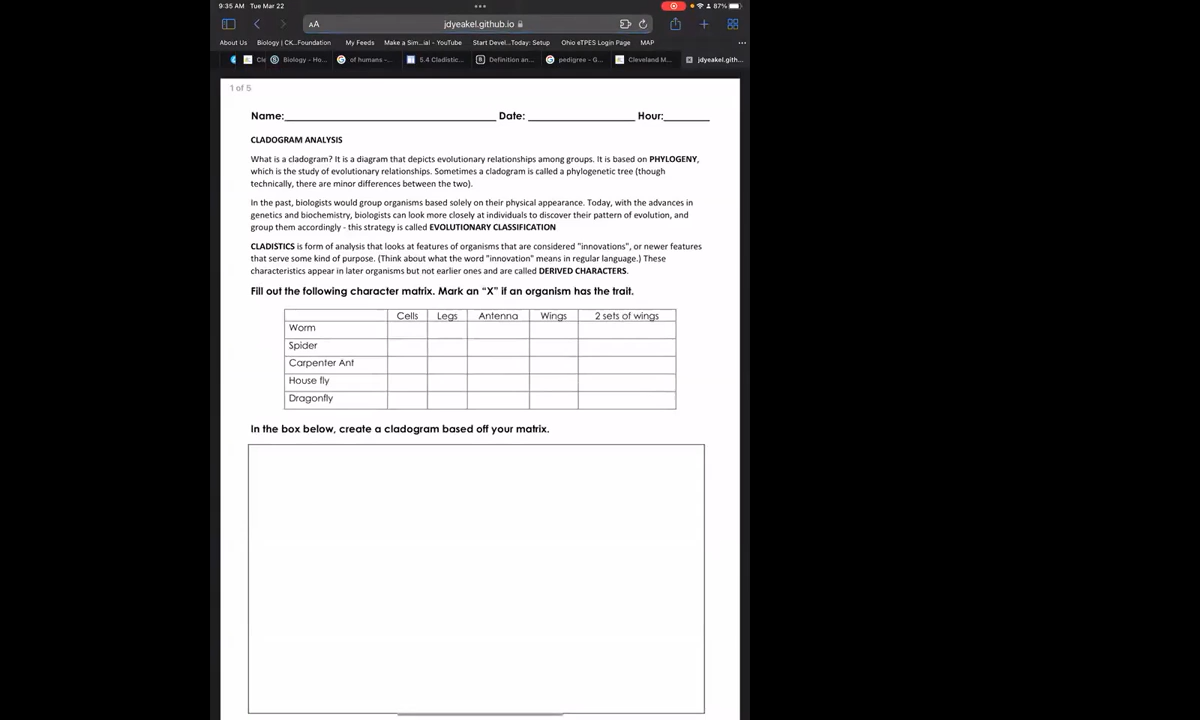 9:35 AM Tue Mar 22
87%
AA
jdyeakel.github.io
About Us Biology | CK...Foundation My Feeds Make a Sim...ial - YouTube Start Devel...Today: Setup Ohio eTPES Login Page MAP
Cle Biology - Ho... of humans -... 5.4 Cladistic... Definition an... pedigree - G... Cleveland M... jdyeakel.gith...
1 of 5
Name: Date: Hour:
CLADOGRAM ANALYSIS
What is a cladogram? It is a diagram that depicts evolutionary relationships among groups. It is based on PHYLOGENY,
which is the study of evolutionary relationships. Sometimes a cladogram is called a phylogenetic tree (though
technically, there are minor differences between the two).
In the past, biologists would group organisms based solely on their physical appearance. Today, with the advances in
genetics and biochemistry, biologists can look more closely at individuals to discover their pattern of evolution, and
group them accordingly - this strategy is called EVOLUTIONARY CLASSIFICATION
CLADISTICS is form of analysis that looks at features of organisms that are considered "innovations", or newer features
that serve some kind of purpose. (Think about what the word "innovation" means in regular language.) These
characteristics appear in later organisms but not earlier ones and are called DERIVED CHARACTERS.
Fill out the following character matrix. Mark an “X” if an organism has the trait.
Cells Legs Antenna Wings 2 sets of wings
Worm
Spider
Carpenter Ant
House fly
Dragonfly
In the box below, create a cladogram based off your matrix.